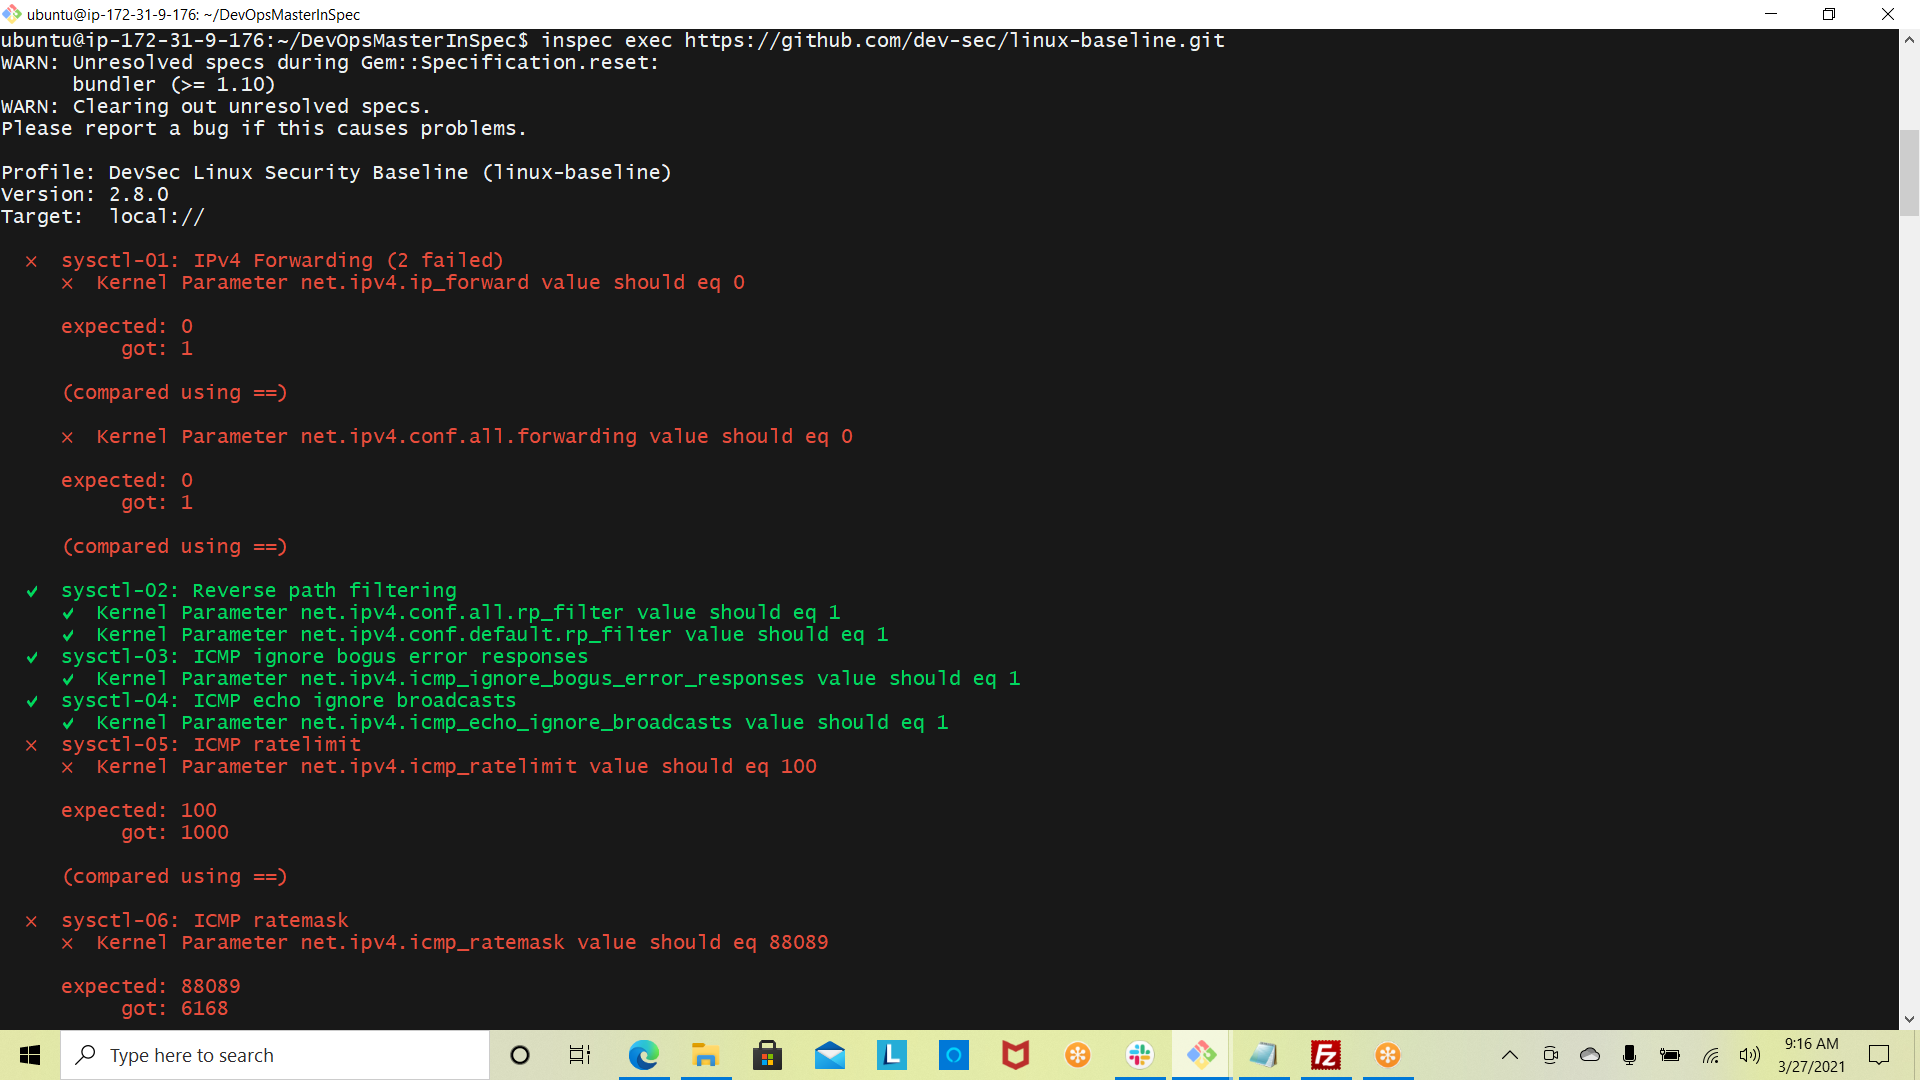 ubuntu@ip-172-31-9-176: ~/DevOpsMasterInSpec
ubuntu@ip-172-31-9-176:~/DevOpsMasterInSpec$ inspec exec https://github.com/dev-sec/linux-baseline.git
WARN: Unresolved specs during Gem::Specification.reset:
      bundler (>= 1.10)
WARN: Clearing out unresolved specs.
Please report a bug if this causes problems.
Profile: DevSec Linux Security Baseline (linux-baseline)
Version: 2.8.0
Target:  local://
× sysctl-01: IPv4 Forwarding (2 failed)
× Kernel Parameter net.ipv4.ip_forward value should eq 0
expected: 0
got: 1
(compared using ==)
× Kernel Parameter net.ipv4.conf.all.forwarding value should eq 0
expected: 0
got: 1
(compared using ==)
✔ sysctl-02: Reverse path filtering
✔ Kernel Parameter net.ipv4.conf.all.rp_filter value should eq 1
✔ Kernel Parameter net.ipv4.conf.default.rp_filter value should eq 1
✔ sysctl-03: ICMP ignore bogus error responses
✔ Kernel Parameter net.ipv4.icmp_ignore_bogus_error_responses value should eq 1
✔ sysctl-04: ICMP echo ignore broadcasts
✔ Kernel Parameter net.ipv4.icmp_echo_ignore_broadcasts value should eq 1
× sysctl-05: ICMP ratelimit
× Kernel Parameter net.ipv4.icmp_ratelimit value should eq 100
expected: 100
got: 1000
(compared using ==)
× sysctl-06: ICMP ratemask
× Kernel Parameter net.ipv4.icmp_ratemask value should eq 88089
expected: 88089
got: 6168
Type here to search
L
FZ
9:16 AM
3/27/2021